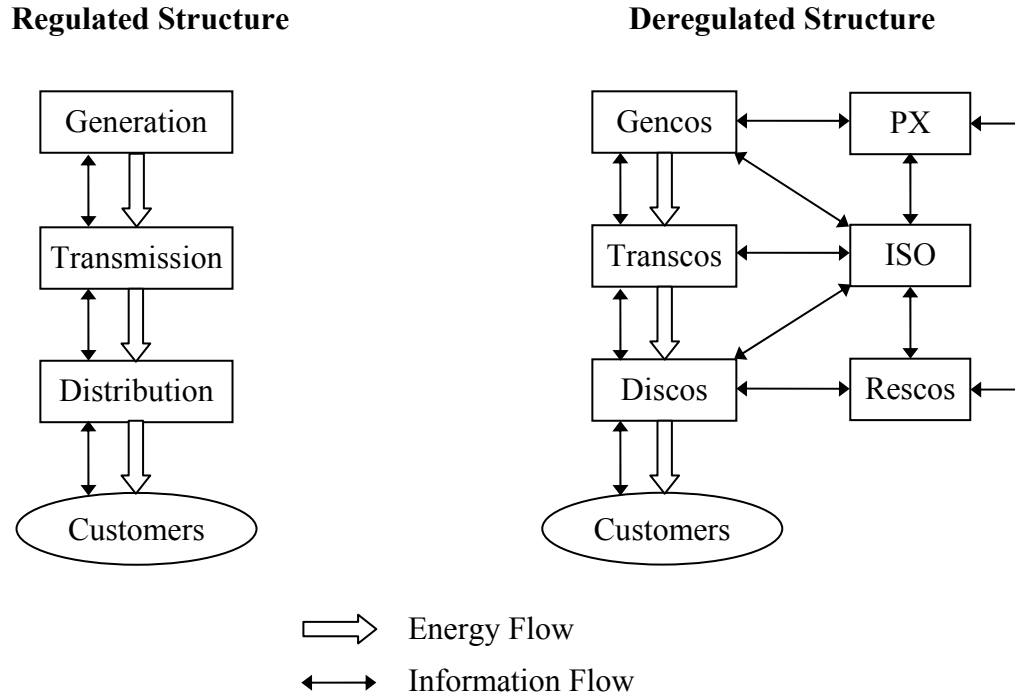 Regulated Structure
Deregulated Structure
Generation
Transmission
Distribution
Customers
Gencos
PX
Transcos
ISO
Discos
Rescos
Customers
Energy Flow
Information Flow